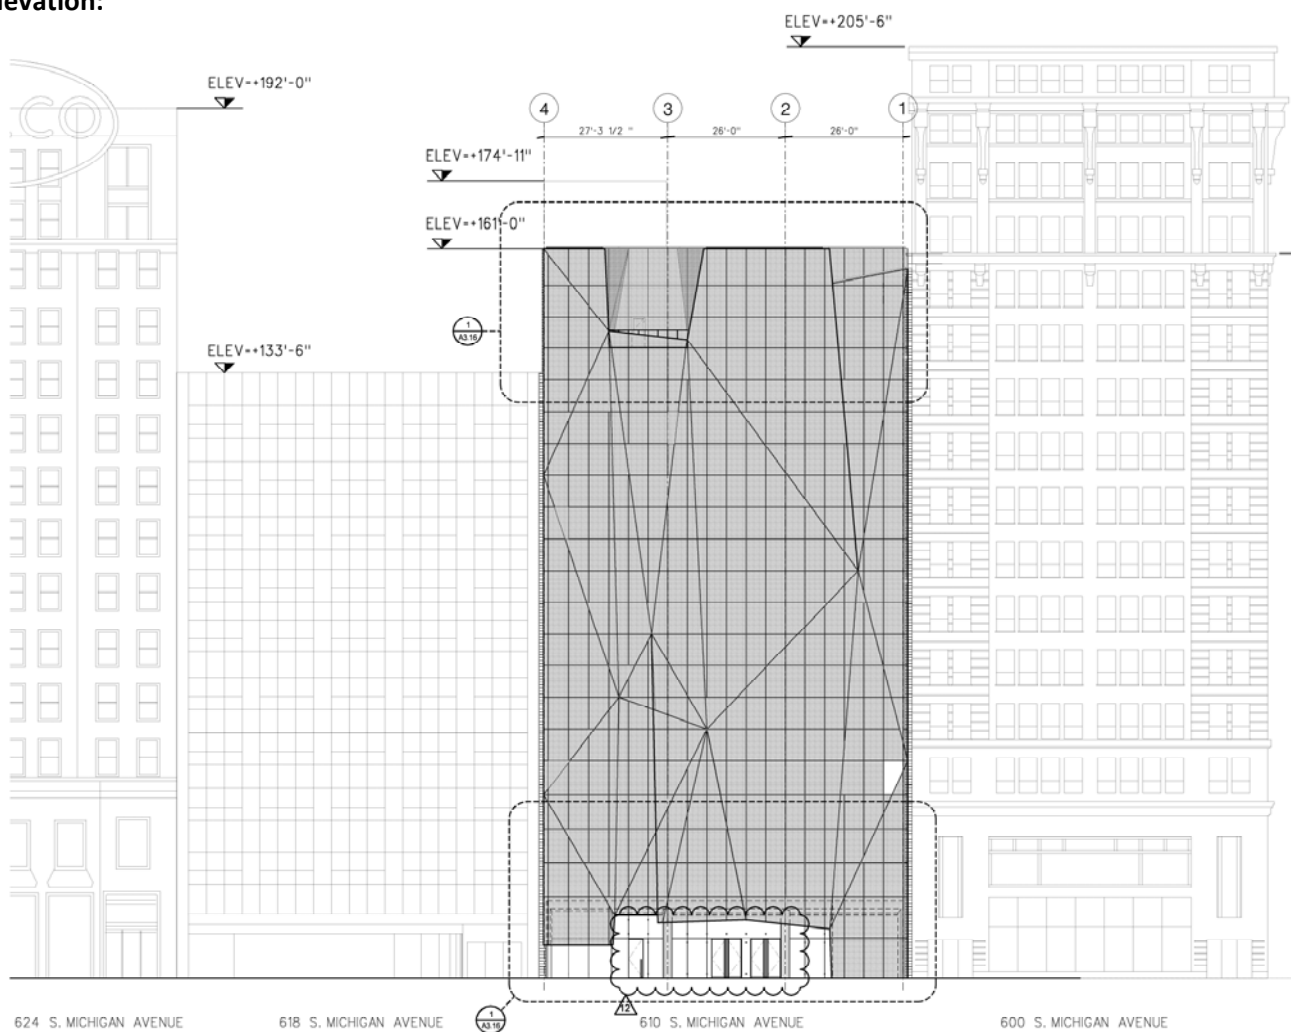 levation:
ELEV=+205'-6"
ELEV=+192'-0"
CO
4
3
2
1
27'-3 1/2 "
26'-0"
26'-0"
ELEV=+174'-11"
ELEV=+161'-0"
1
A3.16
ELEV=+133'-6"
12
1
A3.16
624 S. MICHIGAN AVENUE
618 S. MICHIGAN AVENUE
610 S. MICHIGAN AVENUE
600 S. MICHIGAN AVENUE